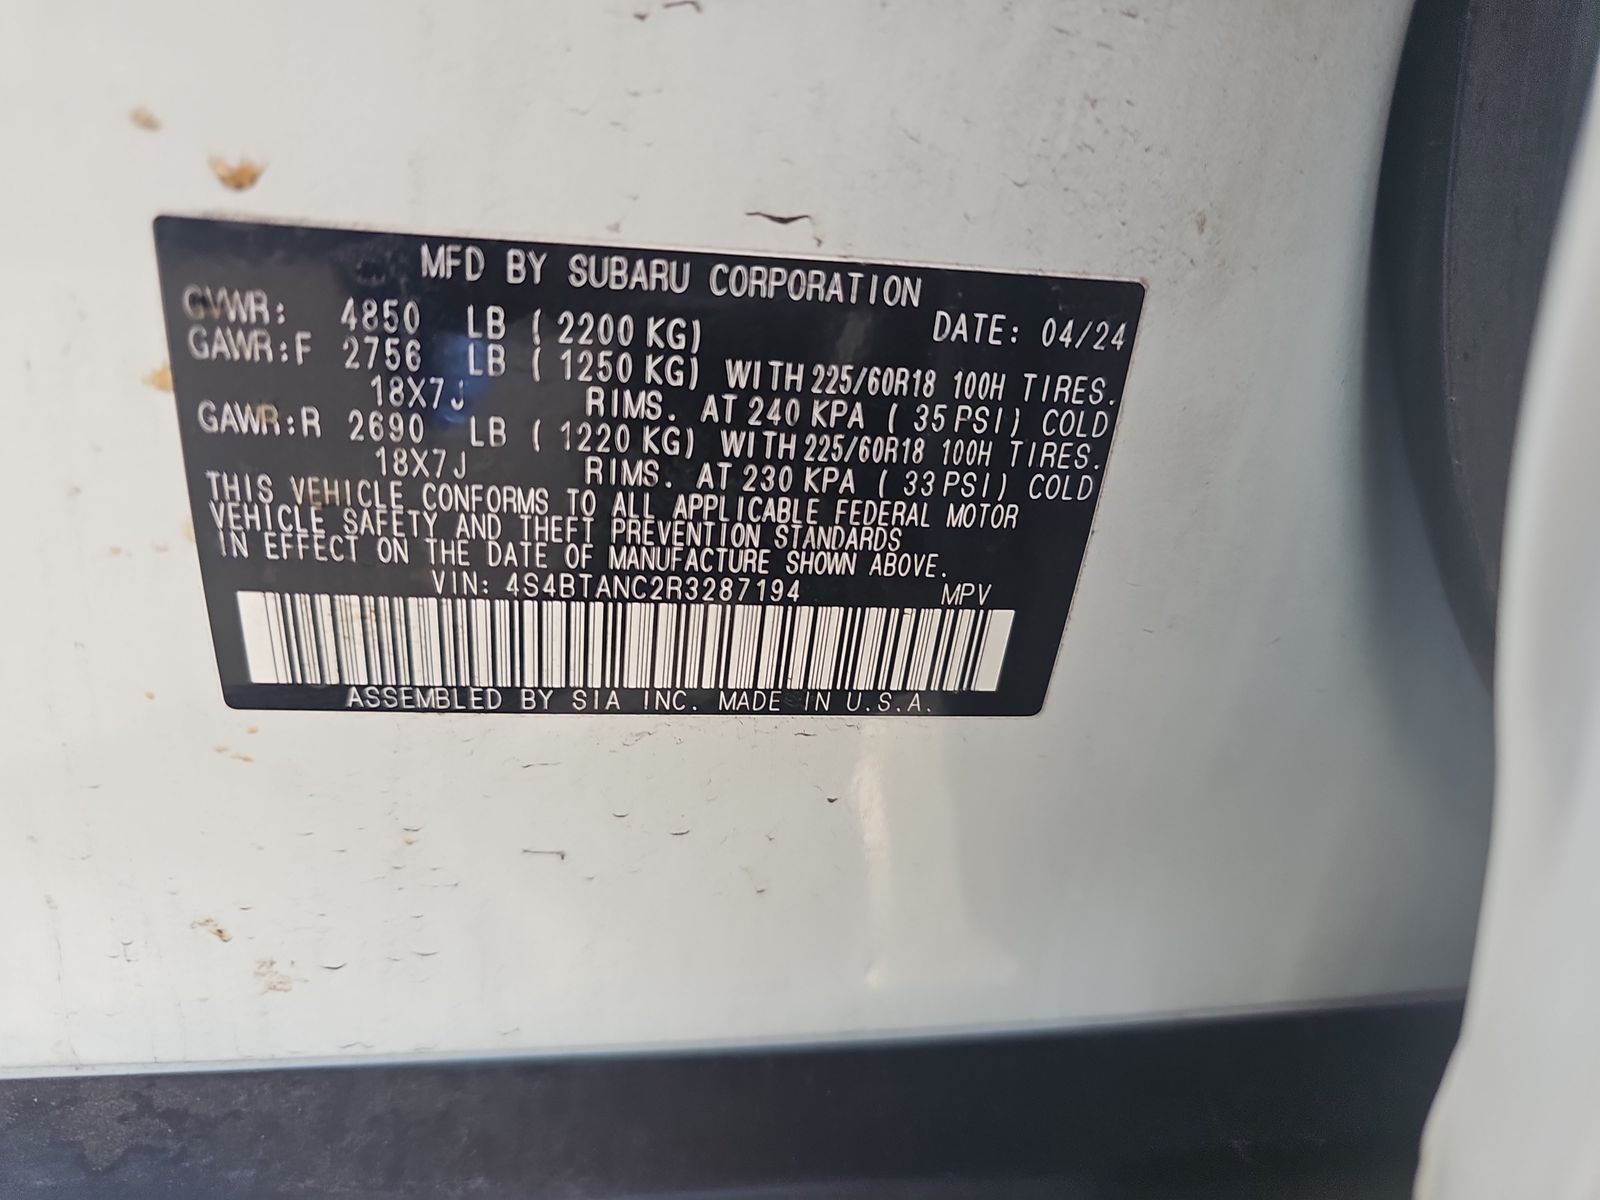 MFD BY SUBARU CORPORATION
GVWR: 4850 LB ( 2200 KG) DATE: 04/24
GAWR:F 2756 LB ( 1250 KG) WITH 225/60R18 100H TIRES.
18X7J RIMS. AT 240 KPA ( 35 PSI) COLD
GAWR:R 2690 LB ( 1220 KG) WITH 225/60R18 100H TIRES.
18X7J RIMS. AT 230 KPA ( 33 PSI) COLD
THIS VEHICLE CONFORMS TO ALL APPLICABLE FEDERAL MOTOR
VEHICLE SAFETY AND THEFT PREVENTION STANDARDS
IN EFFECT ON THE DATE OF MANUFACTURE SHOWN ABOVE.
VIN: 4S4BTANC2R3287194 MPV
ASSEMBLED BY SIA INC. MADE IN U.S.A.